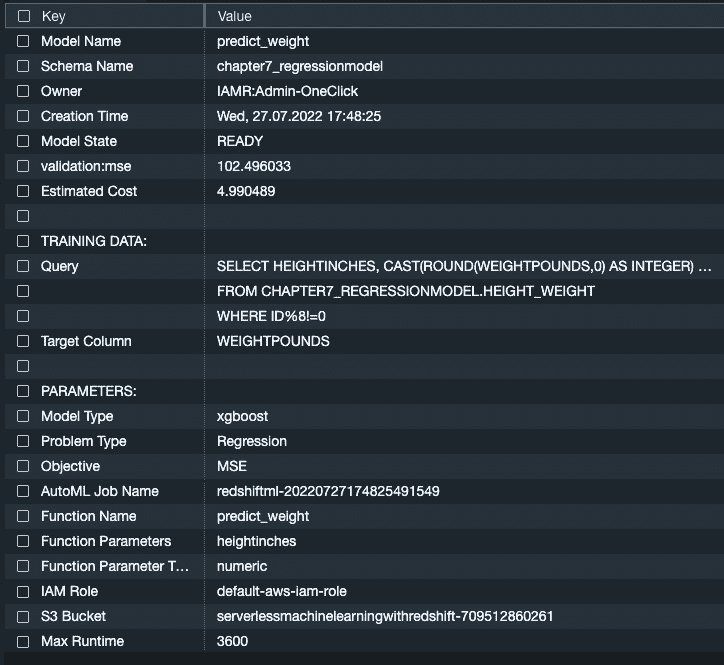 Key Value
Model Name predict_weight
Schema Name chapter7_regressionmodel
Owner IAMR:Admin-OneClick
Creation Time Wed, 27.07.2022 17:48:25
Model State READY
validation:mse 102.496033
Estimated Cost 4.990489
TRAINING DATA:
Query SELECT HEIGHTINCHES, CAST(ROUND(WEIGHTPOUNDS,0) AS INTEGER) ...
FROM CHAPTER7_REGRESSIONMODEL.HEIGHT_WEIGHT
WHERE ID%8!=0
Target Column WEIGHTPOUNDS
PARAMETERS:
Model Type xgboost
Problem Type Regression
Objective MSE
AutoML Job Name redshiftml-20220727174825491549
Function Name predict_weight
Function Parameters heightinches
Function Parameter T... numeric
IAM Role default-aws-iam-role
S3 Bucket serverlessmachinelearningwithredshift-709512860261
Max Runtime 3600